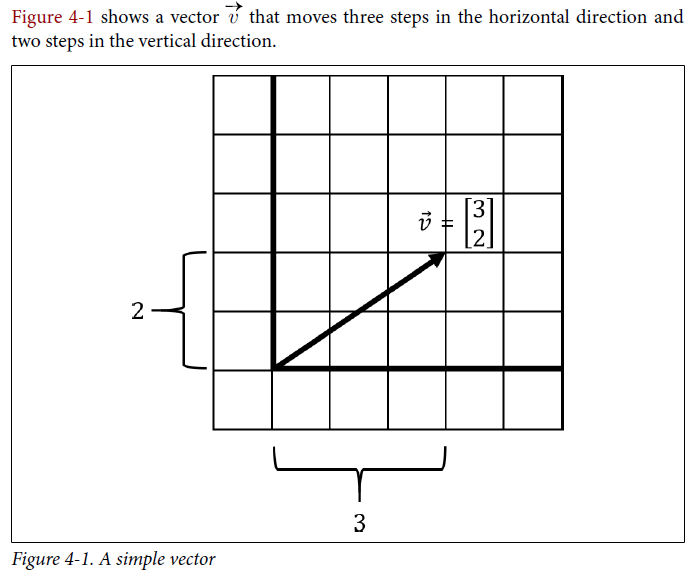 Figure 4-1 shows a vector v⃗ that moves three steps in the horizontal direction and
two steps in the vertical direction.
v⃗ = [3
2]
2
3
Figure 4-1. A simple vector